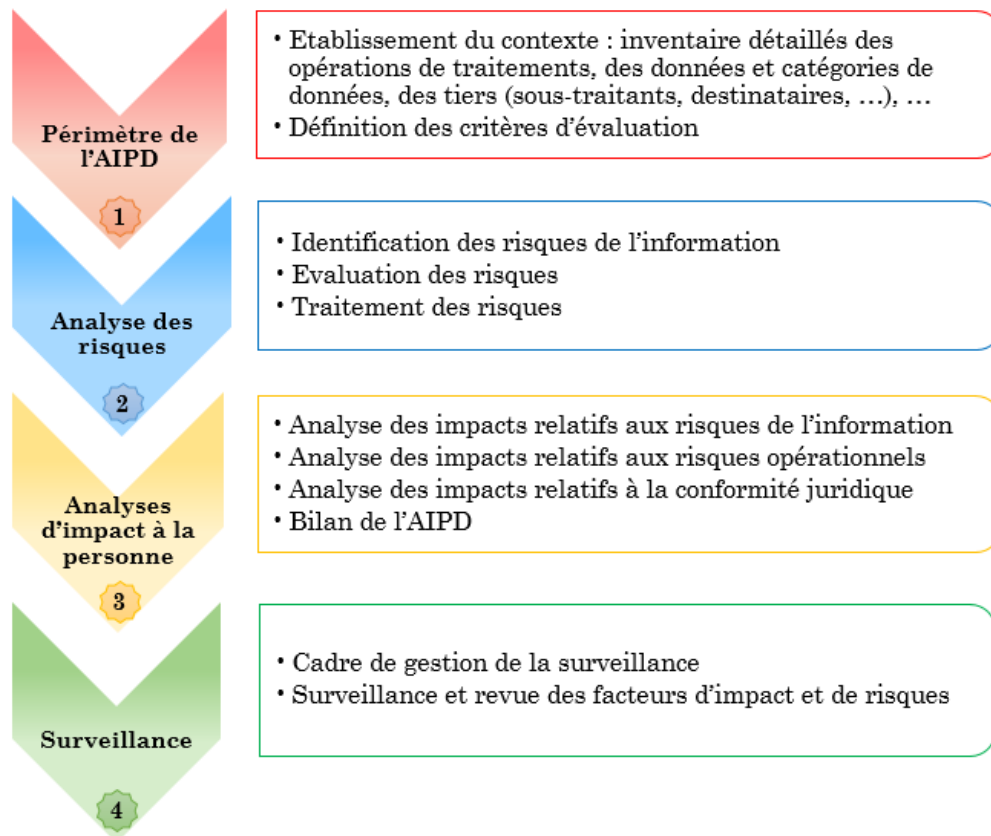 Périmètre de
l'AIPD
1
• Etablissement du contexte : inventaire détaillés des
opérations de traitements, des données et catégories de
données, des tiers (sous-traitants, destinataires, …), …
• Définition des critères d'évaluation
Analyse des
risques
2
• Identification des risques de l'information
• Evaluation des risques
• Traitement des risques
Analyses
d'impact à la
personne
3
• Analyse des impacts relatifs aux risques de l'information
• Analyse des impacts relatifs aux risques opérationnels
• Analyse des impacts relatifs à la conformité juridique
• Bilan de l'AIPD
Surveillance
4
• Cadre de gestion de la surveillance
• Surveillance et revue des facteurs d'impact et de risques